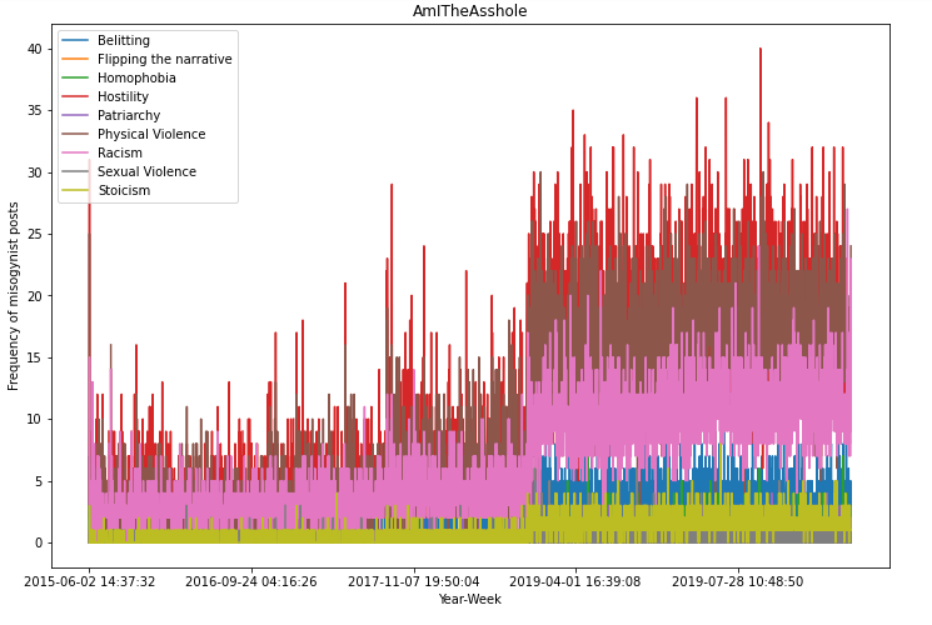 AmITheAsshole
Belitting
Flipping the narrative
Homophobia
Hostility
Patriarchy
Physical Violence
Racism
Sexual Violence
Stoicism
Frequency of misogynist posts
40
35
30
25
20
15
10
5
0
2015-06-02 14:37:32
2016-09-24 04:16:26
2017-11-07 19:50:04
2019-04-01 16:39:08
2019-07-28 10:48:50
Year-Week